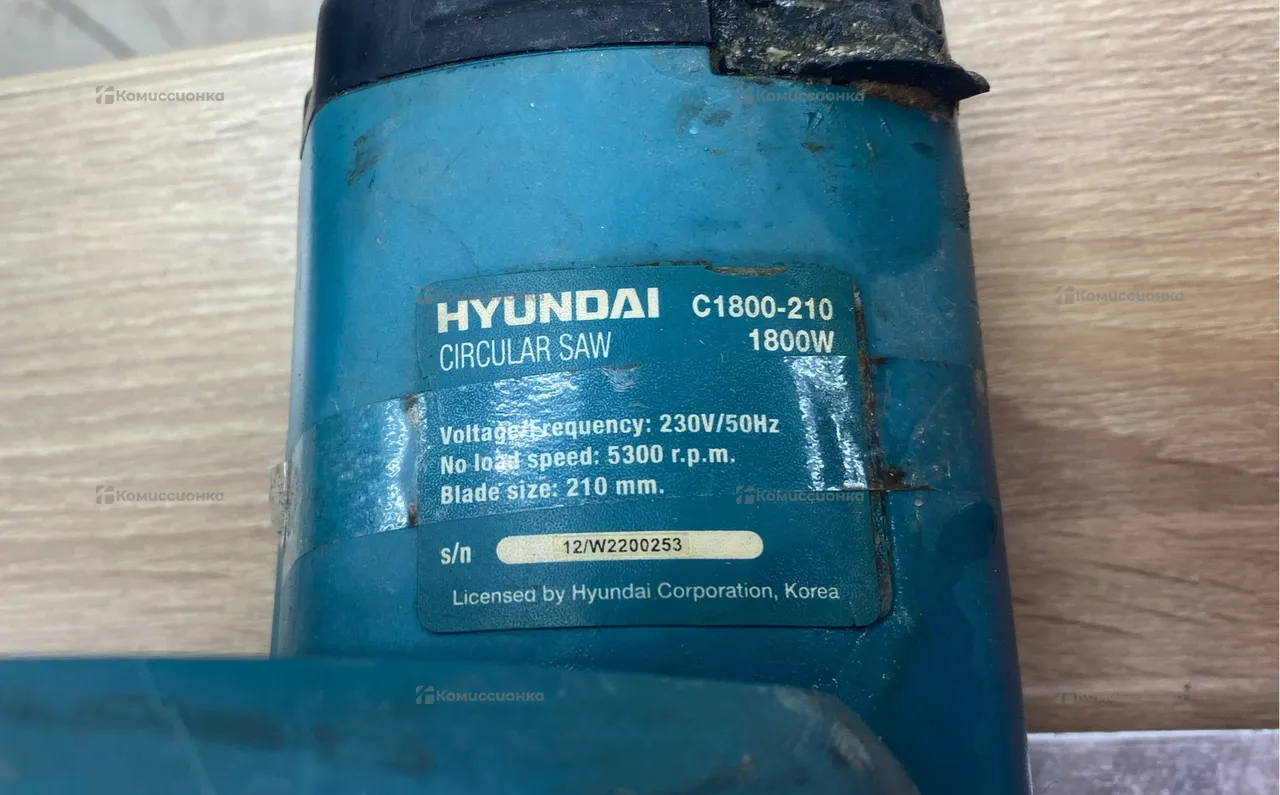 Комиссионка
Комиссионка
HYUNDAI C1800-210
CIRCULAR SAW 1800W
Комиссионка
Voltage/Frequency: 230V/50Hz
No load speed: 5300 r.p.m.
Blade size: 210 mm.
Комиссионка
Комиссионка
s/n 12/W2200253
Licensed by Hyundai Corporation, Korea
Комиссионка